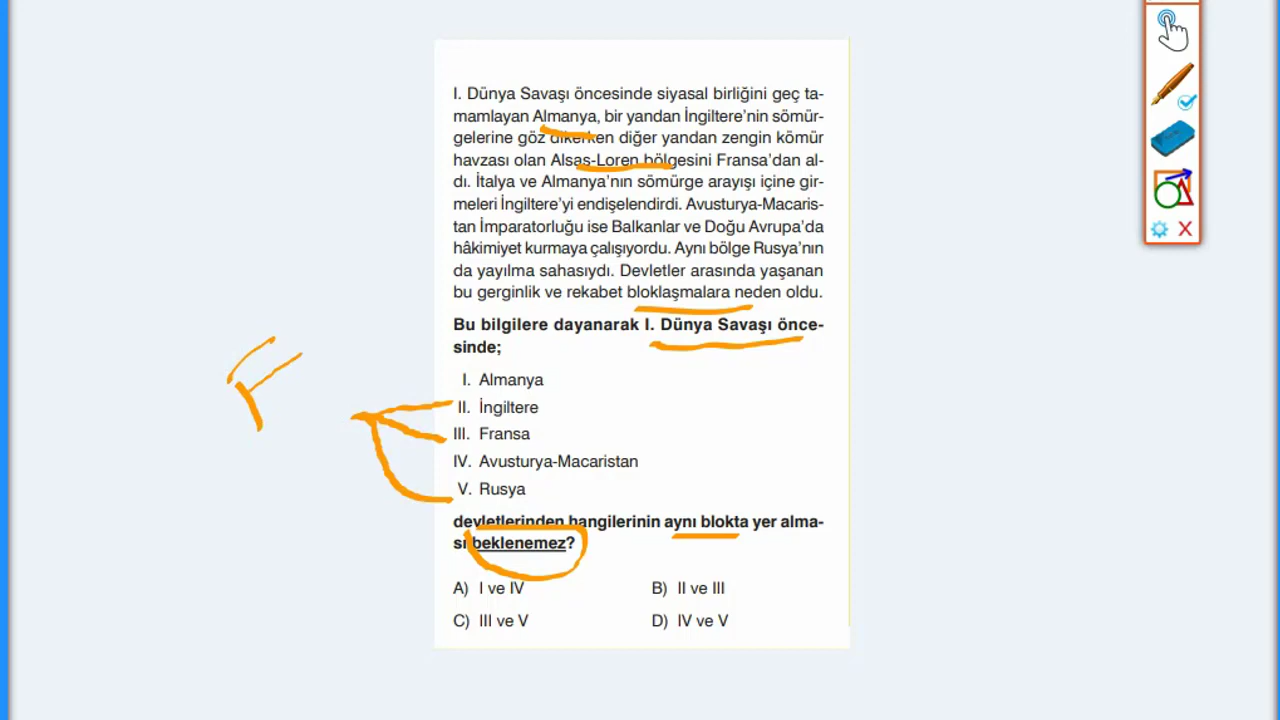 I. Dünya Savaşı öncesinde siyasal birliğini geç ta-
mamlayan Almanya, bir yandan İngiltere'nin sömür-
gelerine göz dikerken diğer yandan zengin kömür
havzası olan Alsas-Loren bölgesini Fransa'dan al-
dı. İtalya ve Almanya'nın sömürge arayışı içine gir-
meleri İngiltere'yi endişelendirdi. Avusturya-Macaris-
tan İmparatorluğu ise Balkanlar ve Doğu Avrupa'da
hâkimiyet kurmaya çalışıyordu. Aynı bölge Rusya'nın
da yayılma sahasıydı. Devletler arasında yaşanan
bu gerginlik ve rekabet bloklaşmalara neden oldu.
Bu bilgilere dayanarak I. Dünya Savaşı önce-
sinde;
I. Almanya
II. İngiltere
III. Fransa
IV. Avusturya-Macaristan
V. Rusya
devletlerinden hangilerinin aynı blokta yer alma-
sı beklenemez?
A) I ve IV
B) II ve III
C) III ve V
D) IV ve V